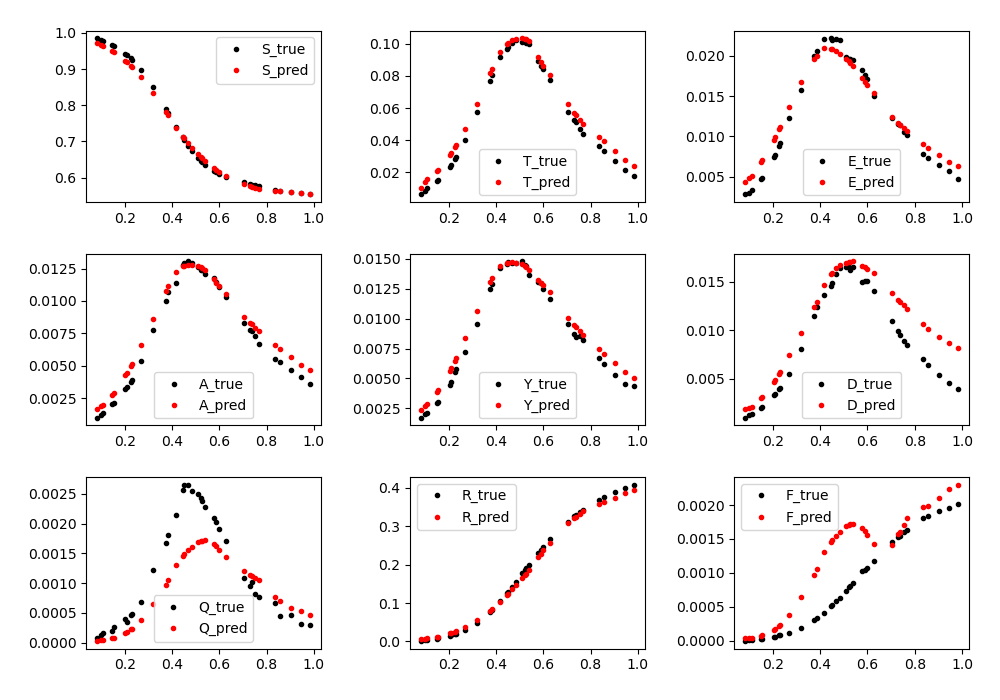 1.0
0.9
0.8
0.7
0.6
0.2 0.4 0.6 0.8 1.0
S_true
S_pred
0.10
0.08
0.06
0.04
0.02
0.2 0.4 0.6 0.8 1.0
T_true
T_pred
0.020
0.015
0.010
0.005
0.2 0.4 0.6 0.8 1.0
E_true
E_pred
0.0125
0.0100
0.0075
0.0050
0.0025
0.2 0.4 0.6 0.8 1.0
A_true
A_pred
0.0150
0.0125
0.0100
0.0075
0.0050
0.0025
0.2 0.4 0.6 0.8 1.0
Y_true
Y_pred
0.015
0.010
0.005
0.2 0.4 0.6 0.8 1.0
D_true
D_pred
0.0025
0.0020
0.0015
0.0010
0.0005
0.0000
0.2 0.4 0.6 0.8 1.0
Q_true
Q_pred
0.4
0.3
0.2
0.1
0.0
0.2 0.4 0.6 0.8 1.0
R_true
R_pred
0.0020
0.0015
0.0010
0.0005
0.0000
0.2 0.4 0.6 0.8 1.0
F_true
F_pred